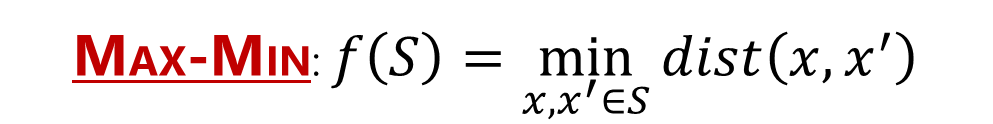 MAX-MIN: f(S) = min dist(x, x′)
x,x′∈S